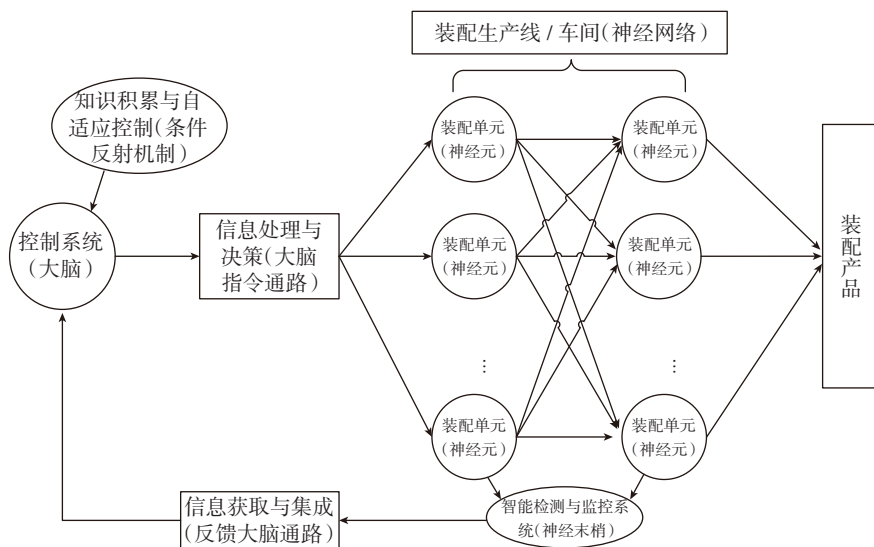 装配生产线 / 车间(神经网络)
知识积累与自
适应控制(条件
反射机制)
控制系统
(大脑)
信息处理与
决策(大脑
指令通路)
装配单元
(神经元)
装配单元
(神经元)
装配单元
(神经元)
装配单元
(神经元)
…
…
装配单元
(神经元)
装配单元
(神经元)
装配产品
智能检测与监控系
统(神经末梢)
信息获取与集成
(反馈大脑通路)